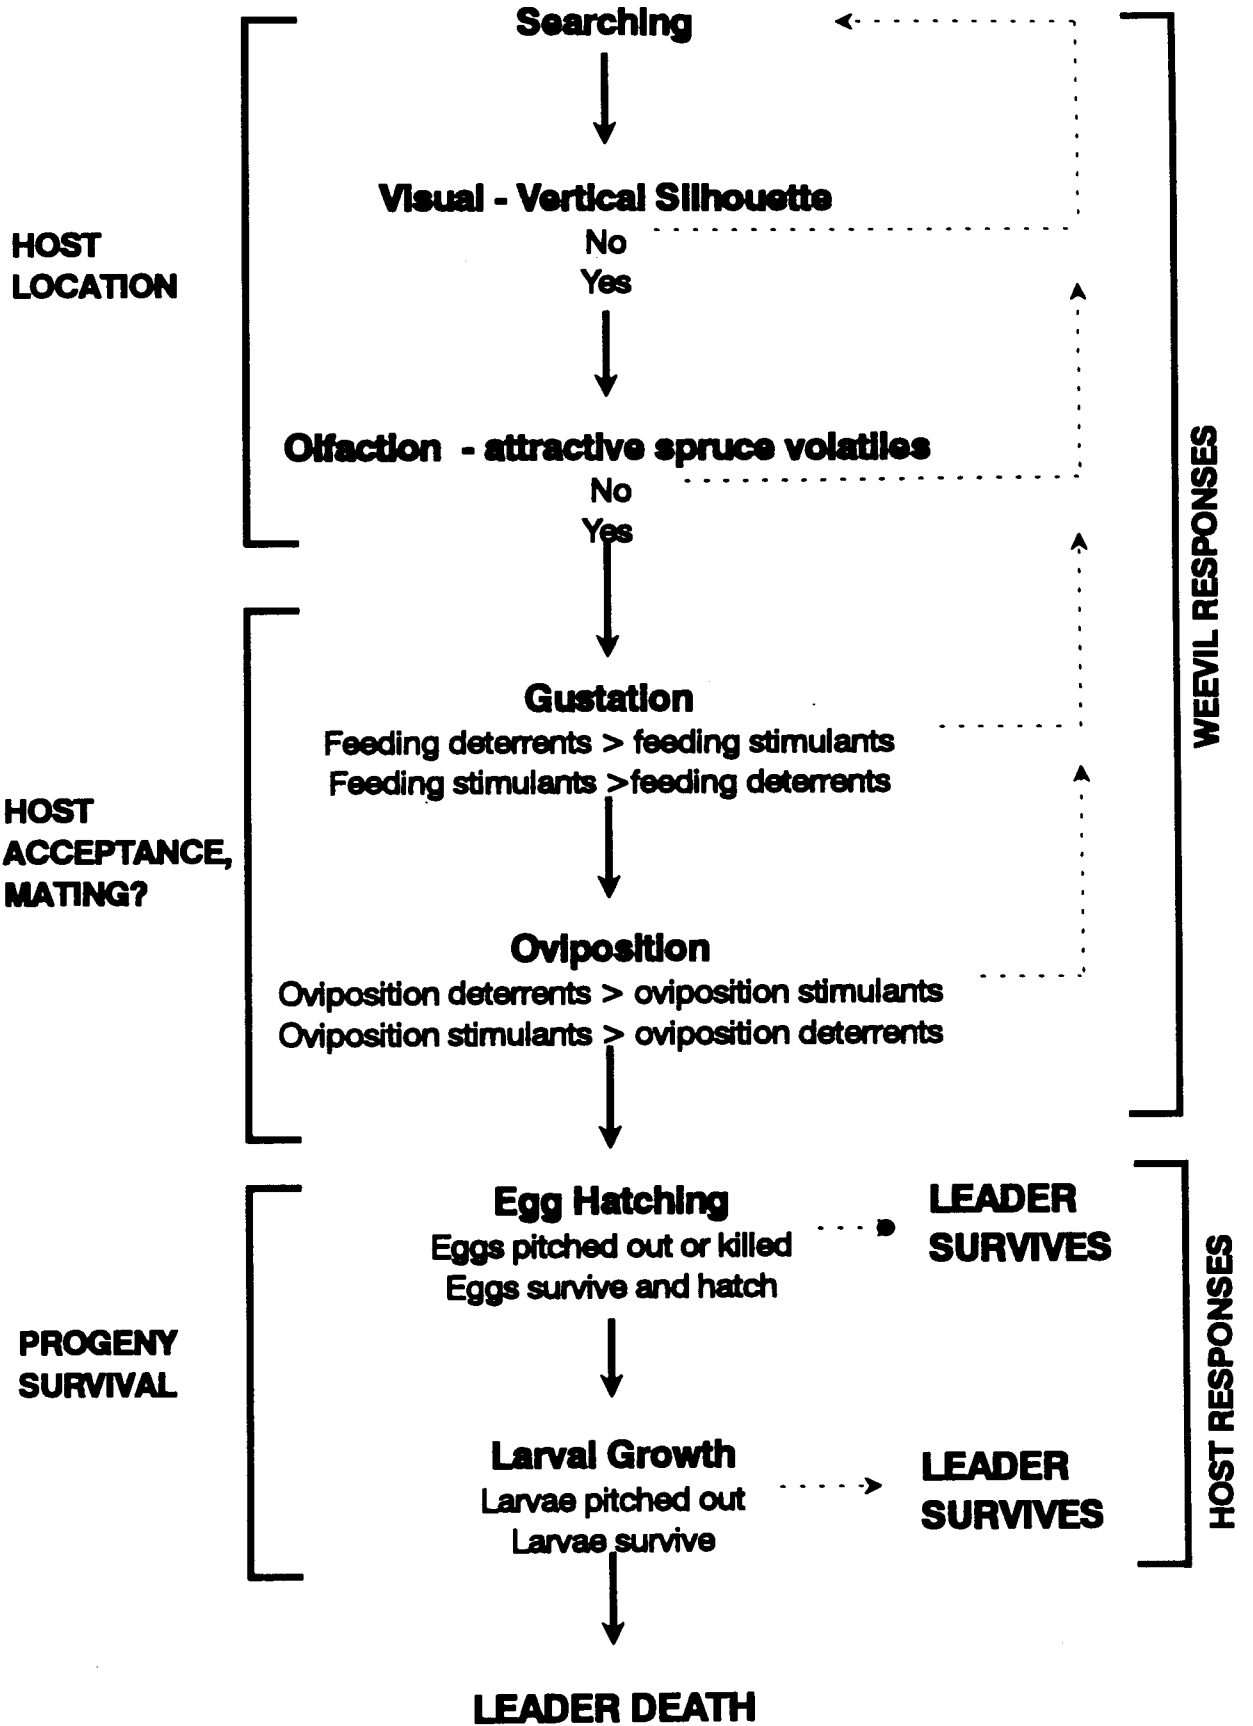 Searching
Visual - Vertical Silhouette
No
Yes
HOST
LOCATION
Olfaction - attractive spruce volatiles
No
Yes
WEEVIL RESPONSES
Gustation
Feeding deterrents > feeding stimulants
Feeding stimulants >feeding deterrents
HOST
ACCEPTANCE,
MATING?
Oviposition
Oviposition deterrents > oviposition stimulants
Oviposition stimulants > oviposition deterrents
Egg Hatching
Eggs pitched out or killed
Eggs survive and hatch
LEADER
SURVIVES
PROGENY
SURVIVAL
HOST RESPONSES
Larval Growth
Larvae pitched out
Larvae survive
LEADER
SURVIVES
LEADER DEATH